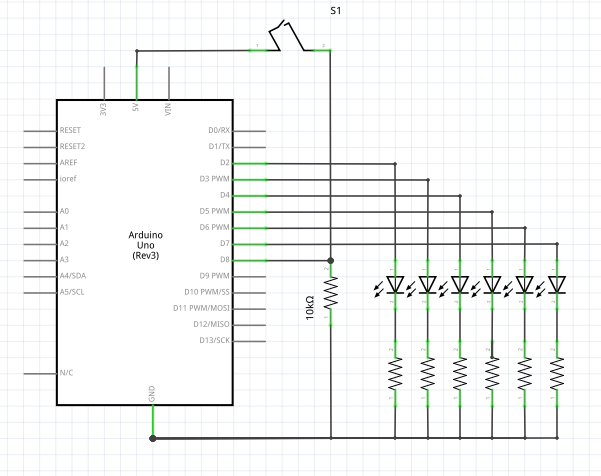 S1
1
2
3V3
5V
VIN
RESET
RESET2
AREF
ioref
A0
A1
A2
A3
A4/SDA
A5/SCL
N/C
Arduino
Uno
(Rev3)
D0/RX
D1/TX
D2
D3 PWM
D4
D5 PWM
D6 PWM
D7
D8
D9 PWM
D10 PWM/SS
D11 PWM/MOSI
D12/MISO
D13/SCK
GND
10kΩ